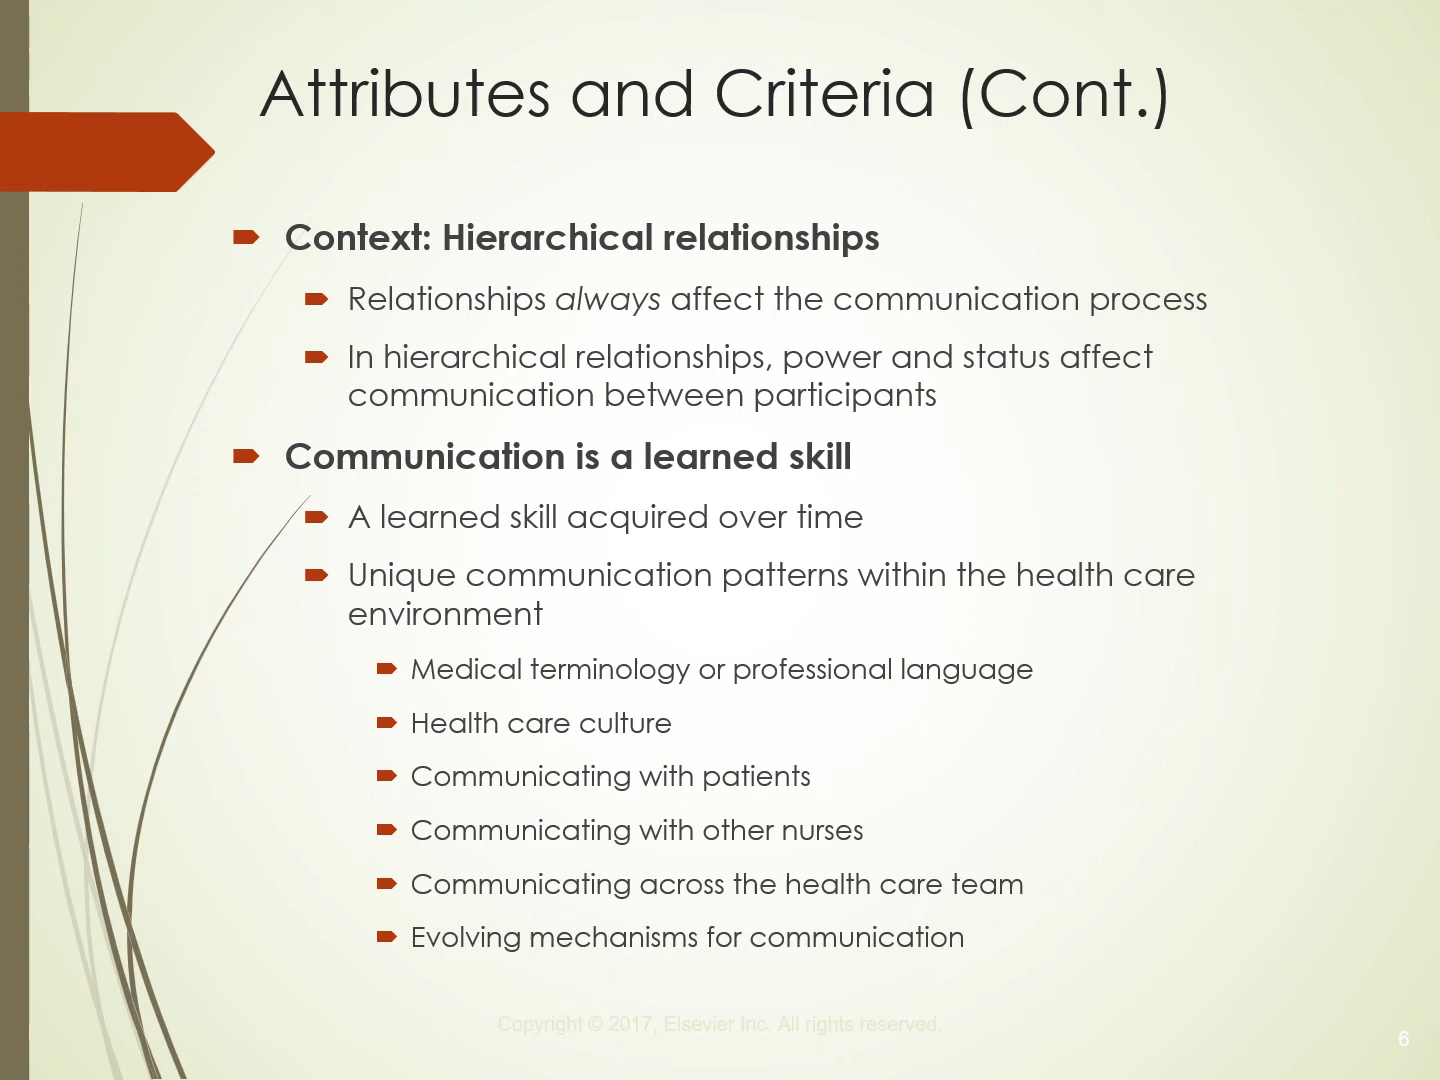 Attributes and Criteria (Cont.)
Context: Hierarchical relationships
Relationships always affect the communication process
In hierarchical relationships, power and status affect
communication between participants
Communication is a learned skill
A learned skill acquired over time
Unique communication patterns within the health care
environment
Medical terminology or professional language
Health care culture
Communicating with patients
Communicating with other nurses
Communicating across the health care team
Evolving mechanisms for communication
Copyright © 2017, Elsevier Inc. All rights reserved.
6